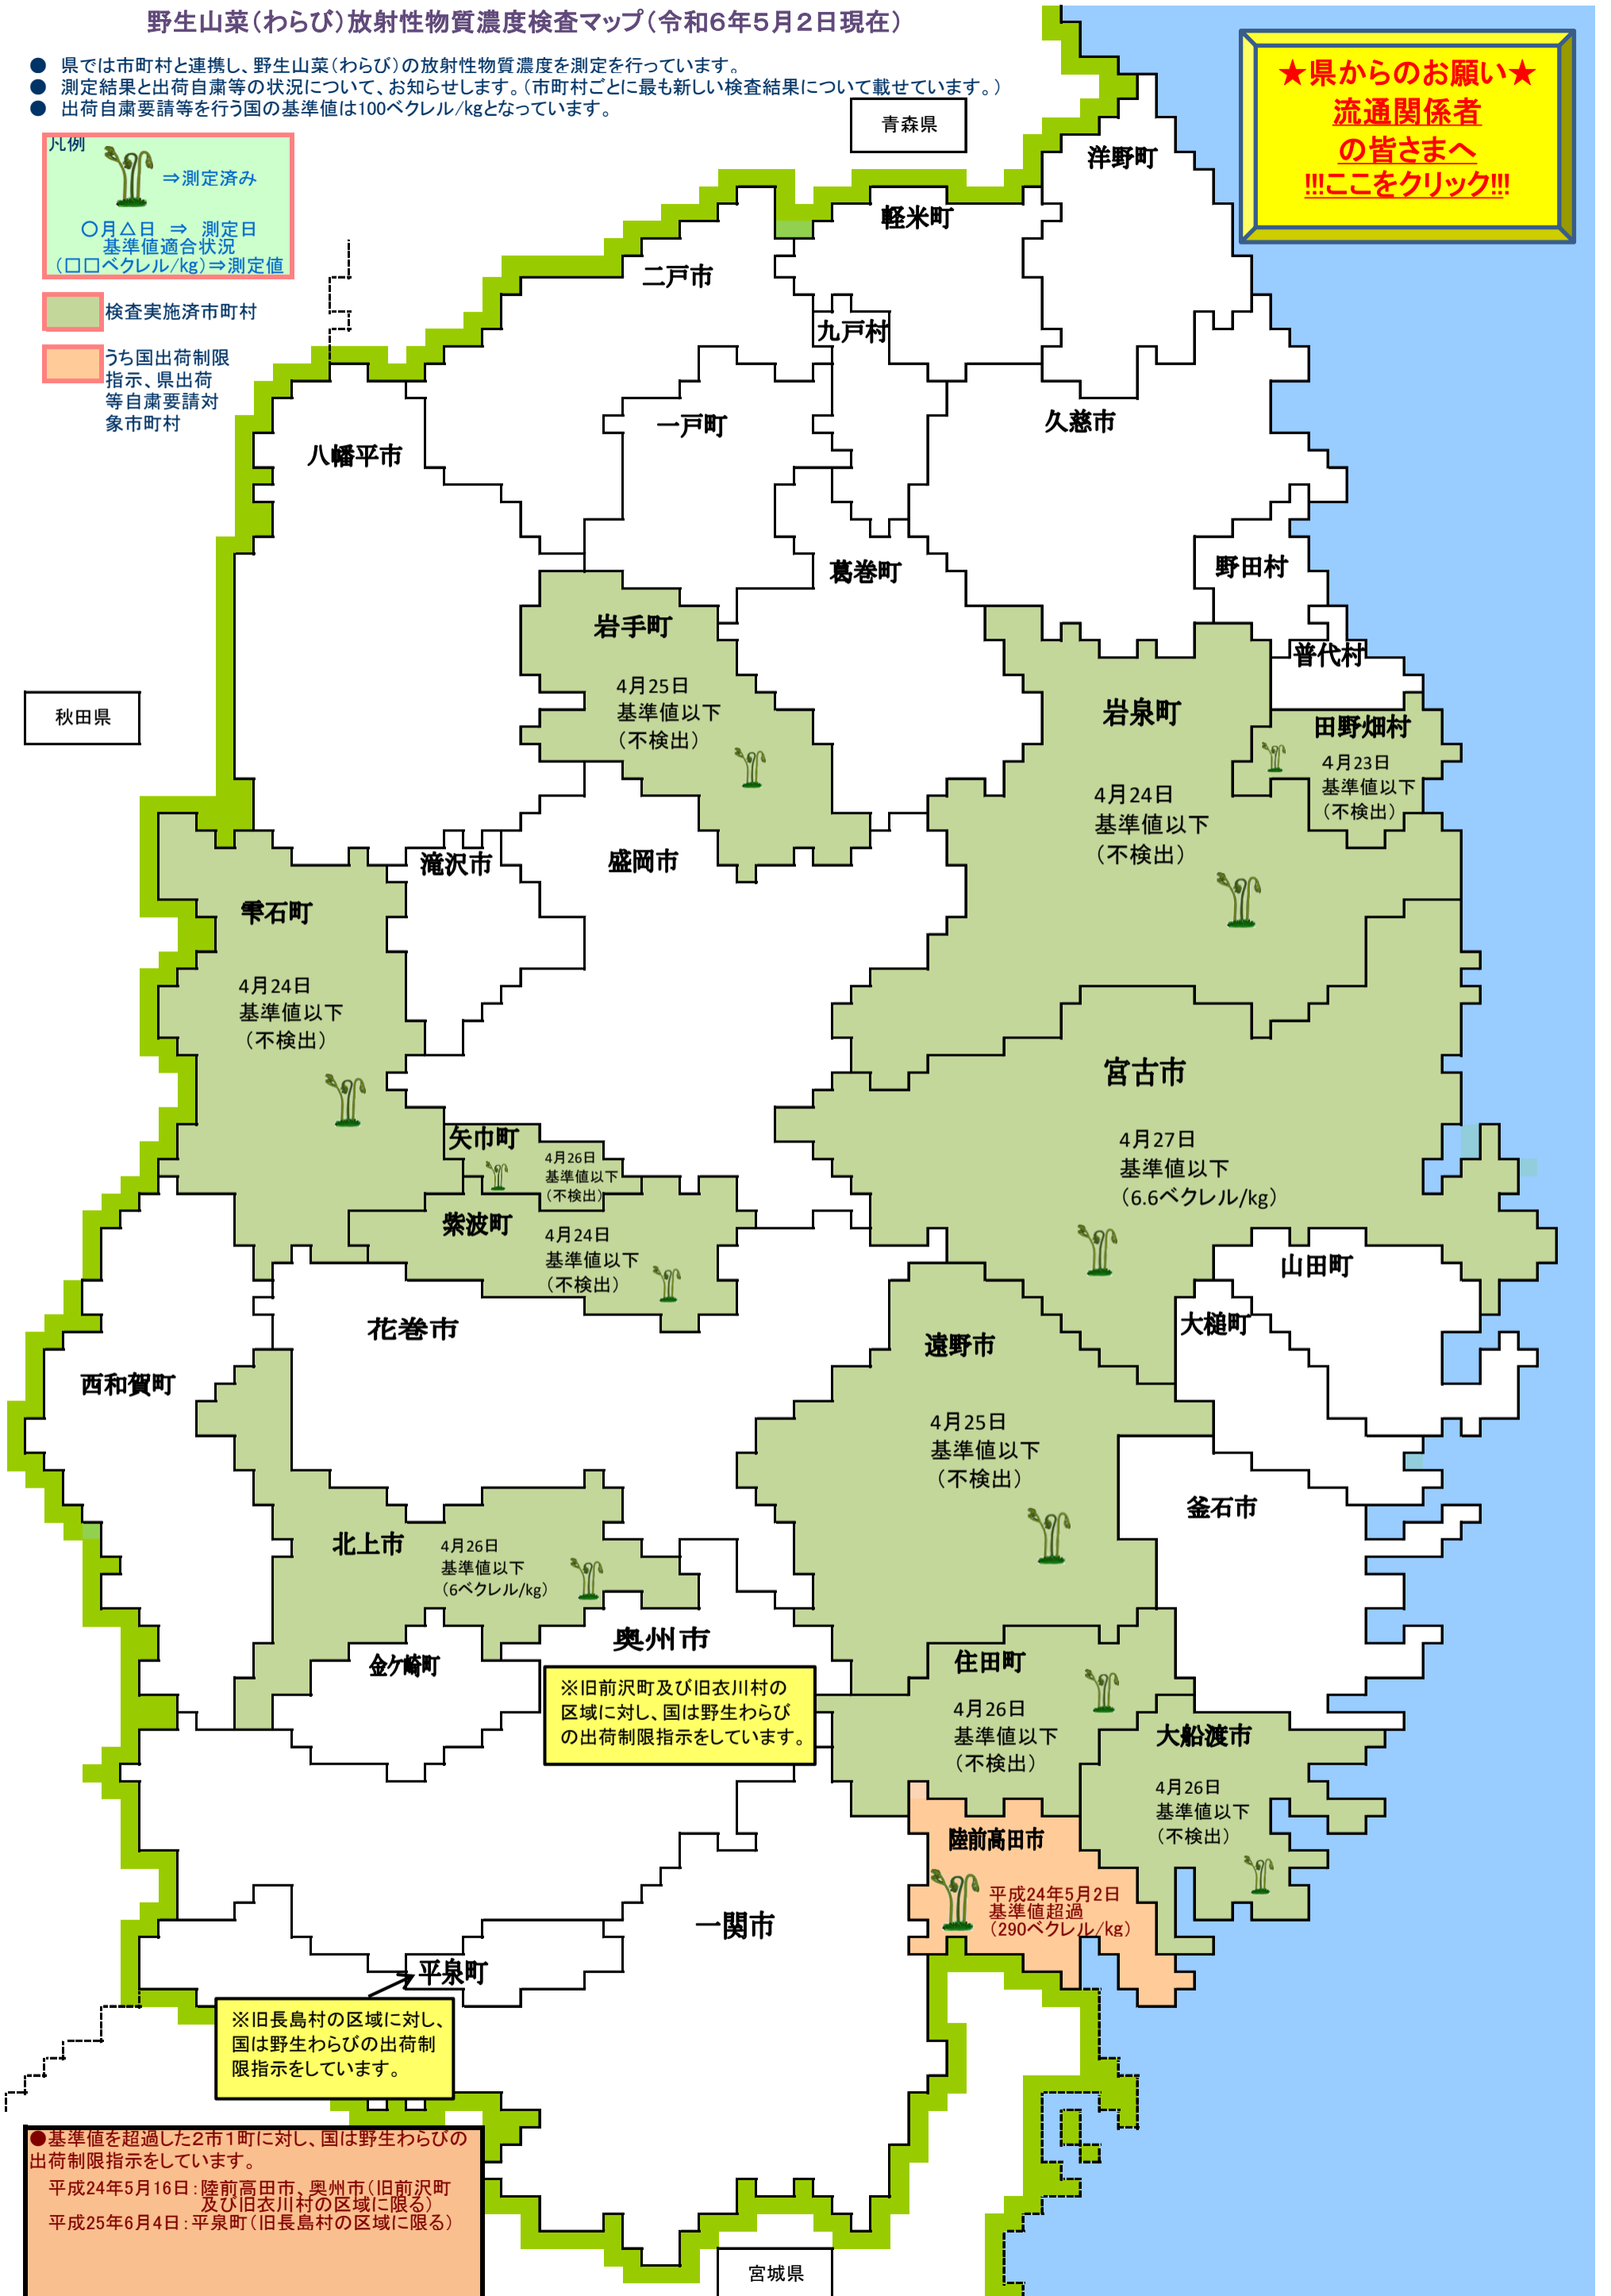 野生山菜（わらび）放射性物質濃度検査マップ（令和６年５月２日現在）
● 県では市町村と連携し、野生山菜（わらび）の放射性物質濃度を測定を行っています。
● 測定結果と出荷自粛等の状況について、お知らせします。（市町村ごとに最も新しい検査結果について載せています。）
● 出荷自粛要請等を行う国の基準値は100ベクレル/kgとなっています。
★県からのお願い★
流通関係者
の皆さまへ
!!!ここをクリック!!!
凡例
⇒測定済み
〇月△日 ⇒ 測定日
基準値適合状況
（□□ベクレル/kg）⇒測定値
検査実施済市町村
うち国出荷制限
指示、県出荷
等自粛要請対
象市町村
青森県
洋野町
軽米町
二戸市
九戸村
久慈市
一戸町
八幡平市
葛巻町
野田村
普代村
岩手町
4月25日
基準値以下
（不検出）
秋田県
岩泉町
4月24日
基準値以下
（不検出）
田野畑村
4月23日
基準値以下
（不検出）
滝沢市
盛岡市
雫石町
4月24日
基準値以下
（不検出）
宮古市
4月27日
基準値以下
（6.6ベクレル/kg）
矢巾町
4月26日
基準値以下
（不検出）
紫波町
4月24日
基準値以下
（不検出）
山田町
大槌町
花巻市
遠野市
4月25日
基準値以下
（不検出）
西和賀町
釜石市
北上市
4月26日
基準値以下
（6ベクレル/kg）
奥州市
金ケ崎町
※旧前沢町及び旧衣川村の
区域に対し、国は野生わらび
の出荷制限指示をしています。
住田町
4月26日
基準値以下
（不検出）
大船渡市
4月26日
基準値以下
（不検出）
陸前高田市
平成24年5月2日
基準値超過
（290ベクレル/kg）
一関市
平泉町
※旧長島村の区域に対し、
国は野生わらびの出荷制
限指示をしています。
●基準値を超過した２市１町に対し、国は野生わらびの
出荷制限指示をしています。
平成24年5月16日：陸前高田市、奥州市（旧前沢町
及び旧衣川村の区域に限る）
平成25年6月4日：平泉町（旧長島村の区域に限る）
宮城県